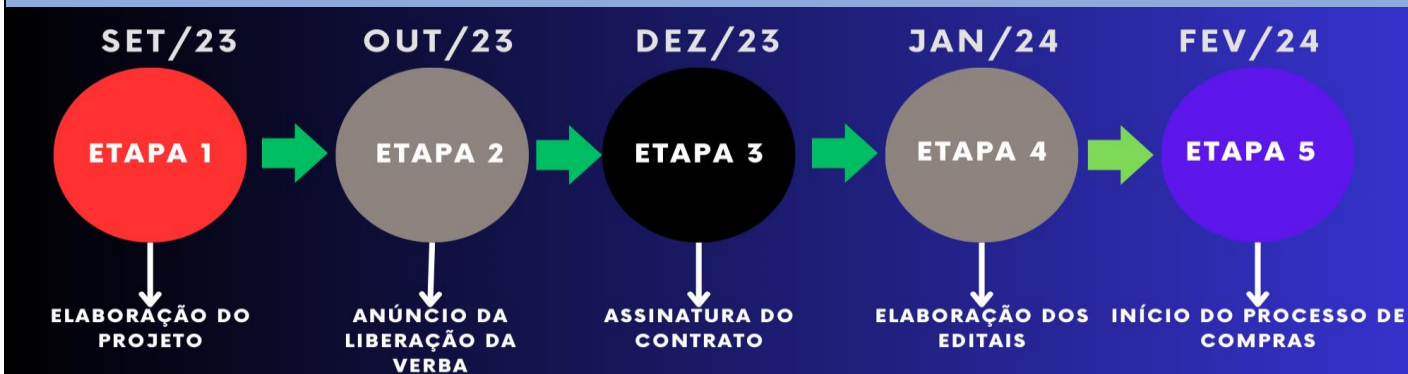 SET/23
OUT/23
DEZ/23
JAN/24
FEV/24
ETAPA 1
ETAPA 2
ETAPA 3
ETAPA 4
ETAPA 5
ELABORAÇÃO DO
PROJETO
ANÚNCIO DA
LIBERAÇÃO DA
VERBA
ASSINATURA DO
CONTRATO
ELABORAÇÃO DOS
EDITAIS
INÍCIO DO PROCESSO DE
COMPRAS